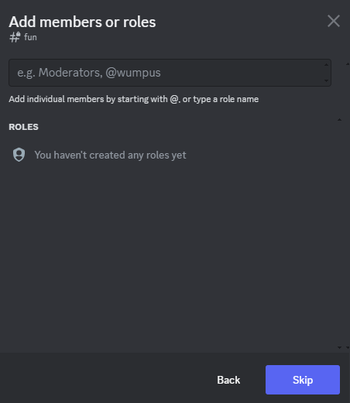 Add members or roles
fun
e.g. Moderators, @wumpus
Add individual members by starting with @, or type a role name
ROLES
You haven't created any roles yet
Back
Skip